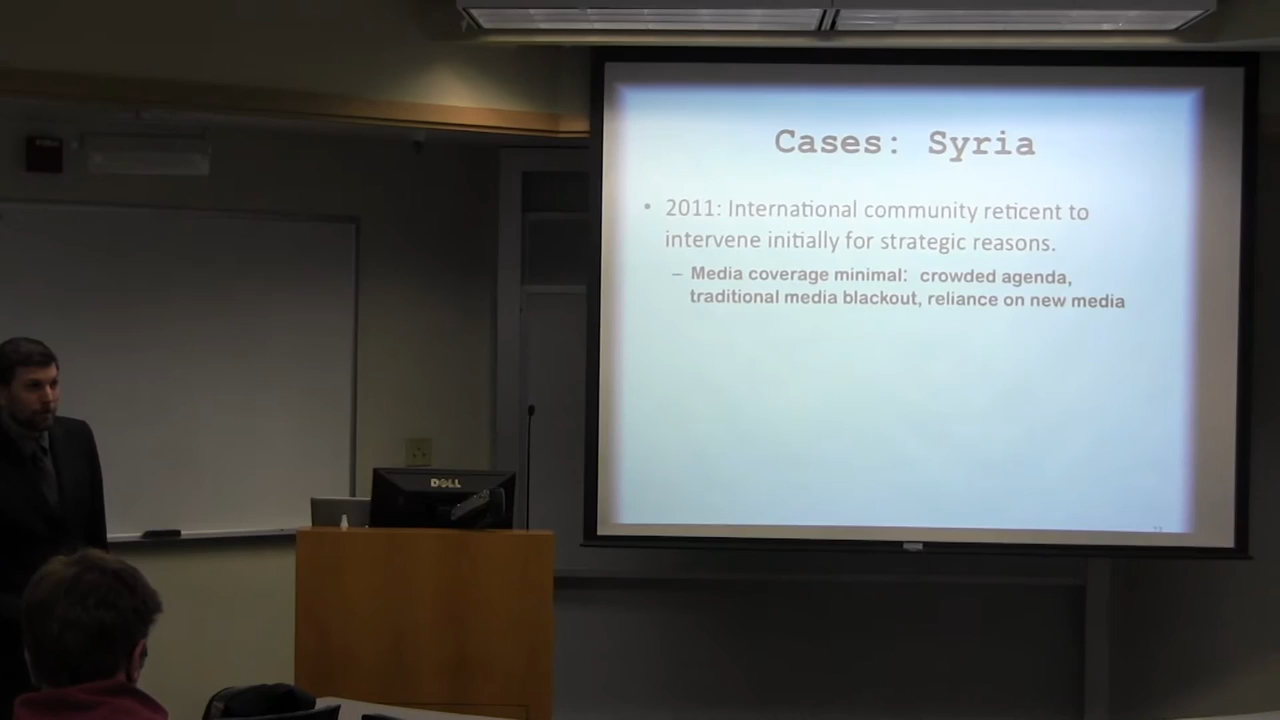 Cases: Syria
• 2011: International community reticent to
intervene initially for strategic reasons.
– Media coverage minimal: crowded agenda,
traditional media blackout, reliance on new media
DELL